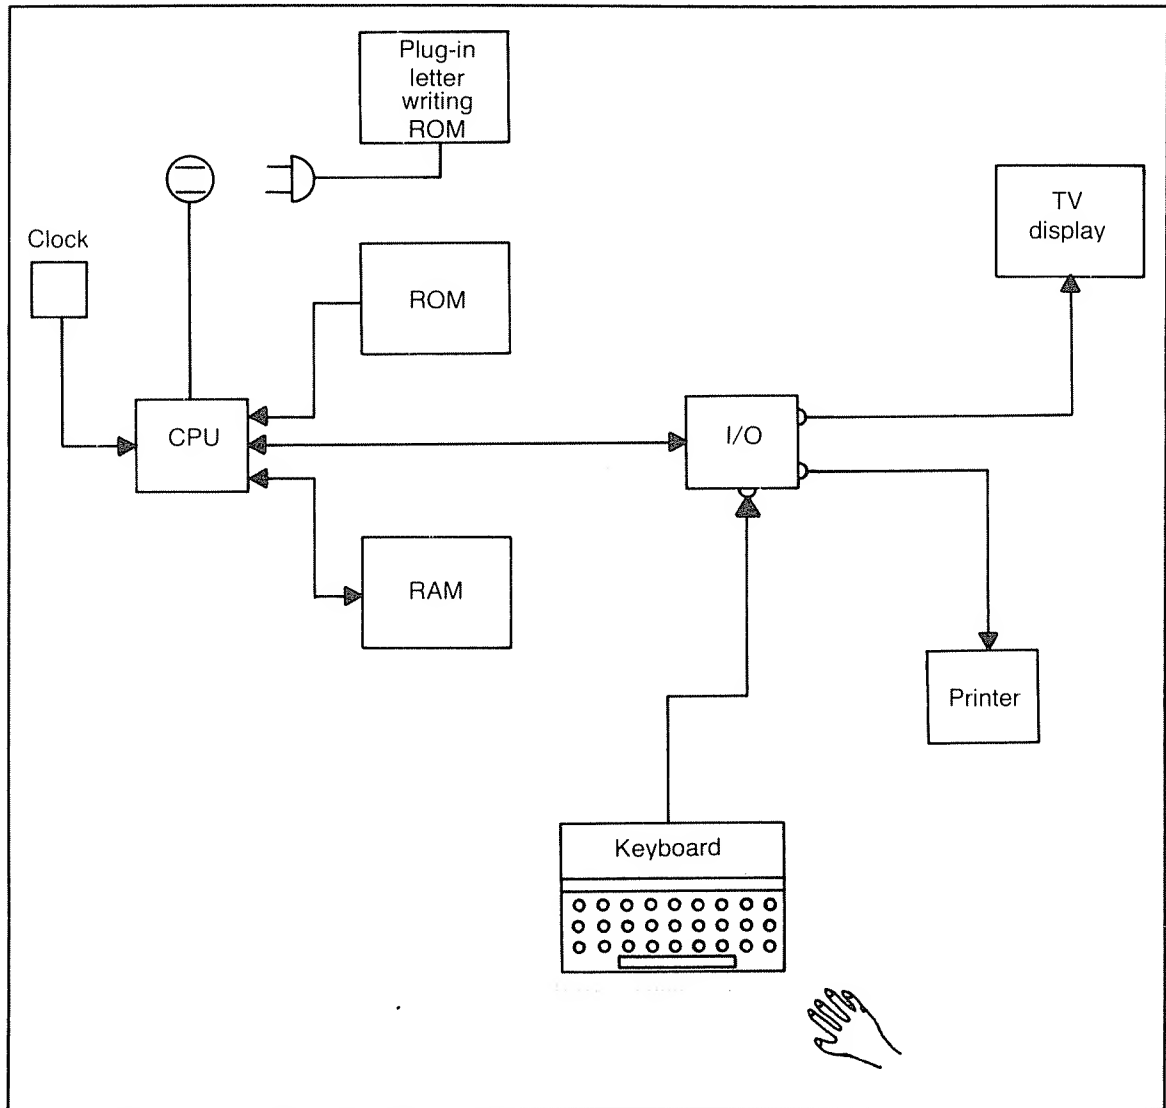 Plug-in
letter
writing
ROM
TV
display
Clock
ROM
CPU
I/O
RAM
Printer
Keyboard